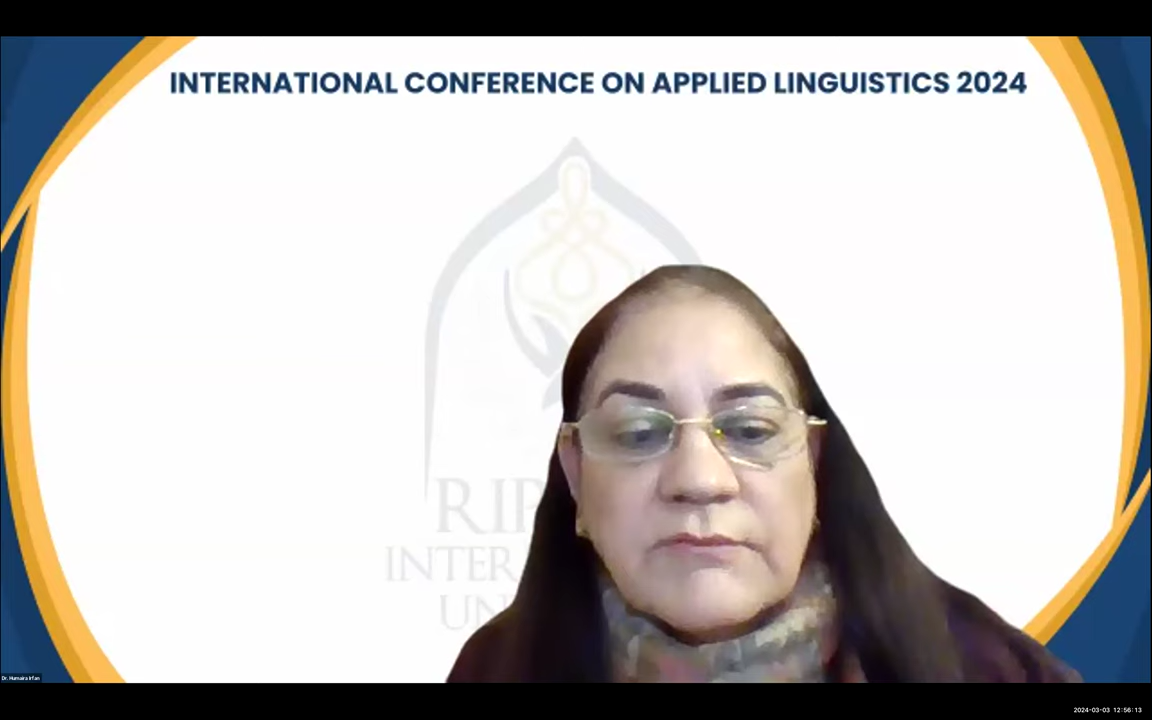 INTERNATIONAL CONFERENCE ON APPLIED LINGUISTICS 2024
Dr. Humaira Irfan
2024-03-03 12:56:13